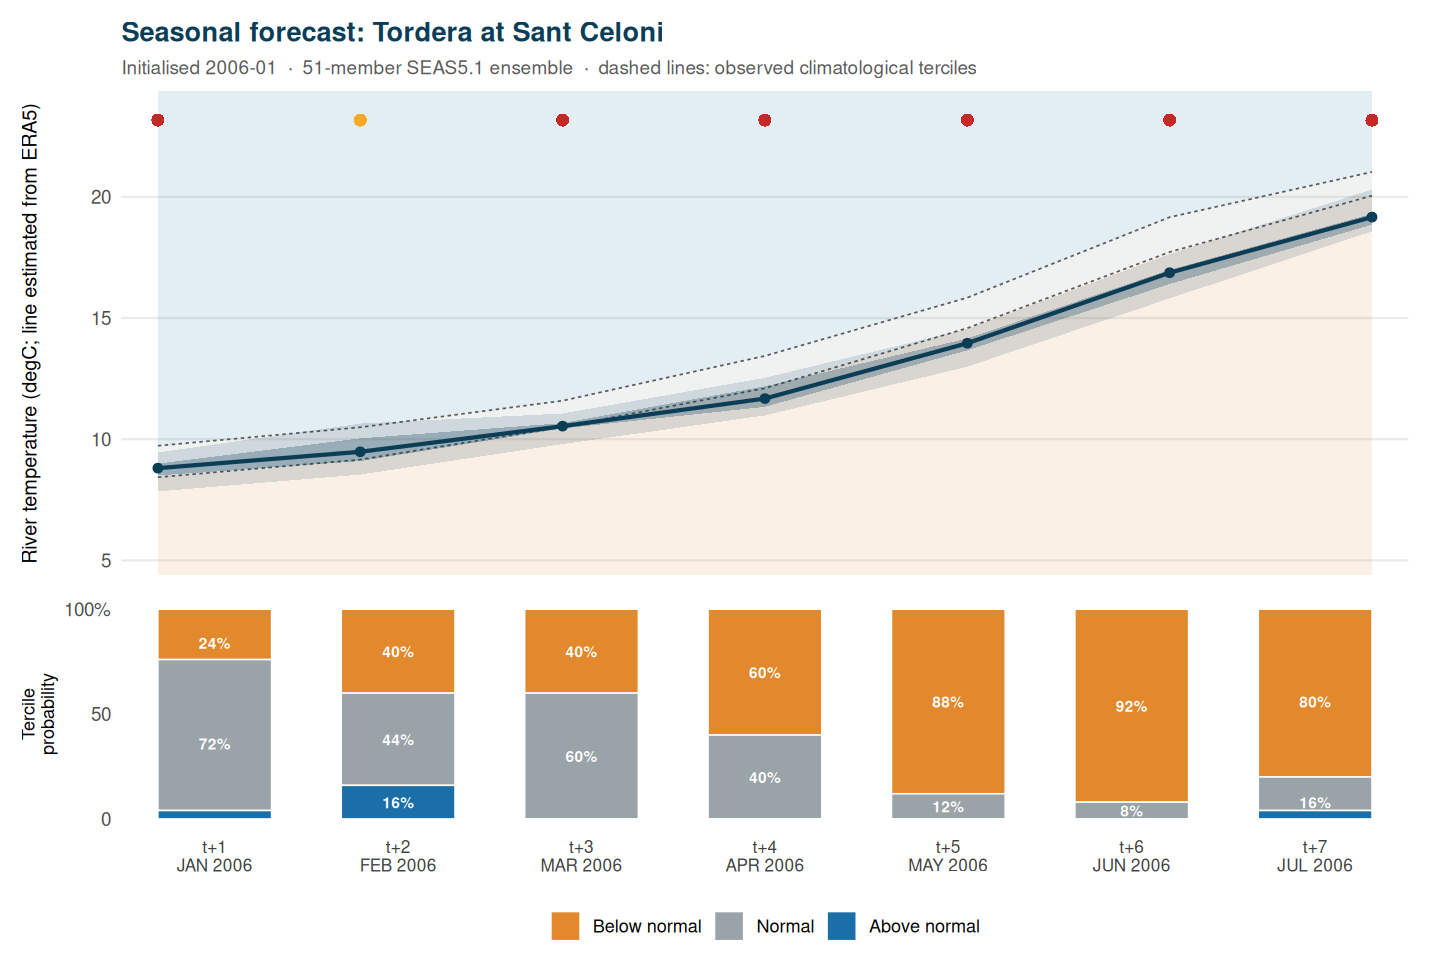 Seasonal forecast: Tordera at Sant Celoni
Initialised 2006-01 · 51-member SEAS5.1 ensemble · dashed lines: observed climatological terciles
River temperature (degC; line estimated from ERA5)
20
15
10
5
Tercile
probability
100%
50
0
24%
72%
40%
44%
16%
40%
60%
60%
40%
88%
12%
92%
8%
80%
16%
t+1
JAN 2006
t+2
FEB 2006
t+3
MAR 2006
t+4
APR 2006
t+5
MAY 2006
t+6
JUN 2006
t+7
JUL 2006
Below normal
Normal
Above normal